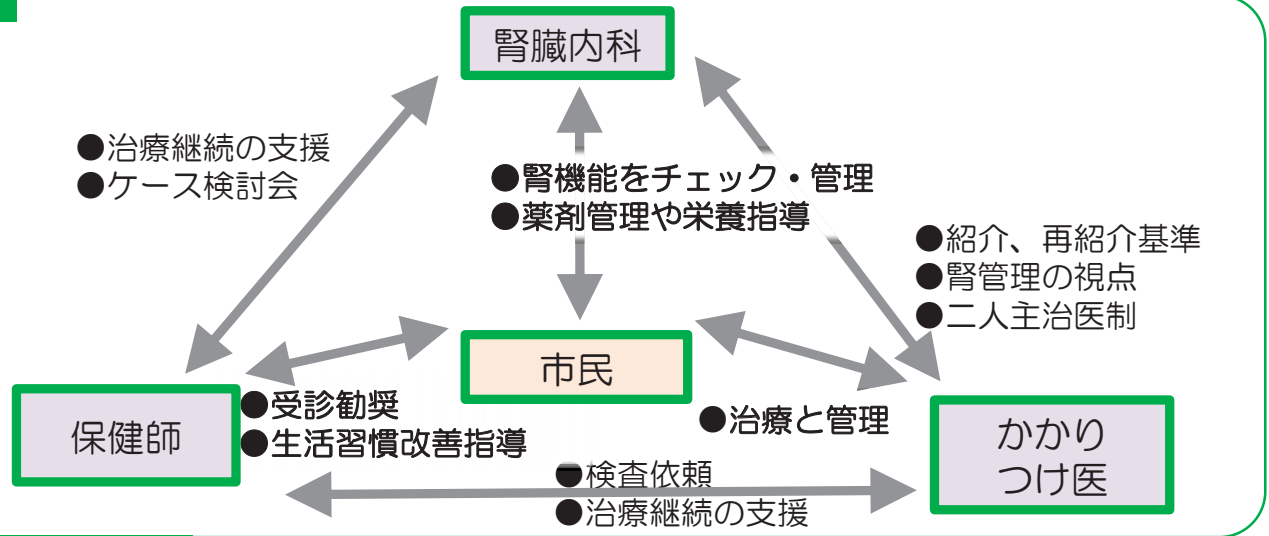 腎臓内科
●治療継続の支援
●ケース検討会
●腎機能をチェック・管理
●薬剤管理や栄養指導
●紹介、再紹介基準
●腎管理の視点
●二人主治医制
市民
保健師
●受診勧奨
●生活習慣改善指導
●治療と管理
かかり
つけ医
●検査依頼
●治療継続の支援